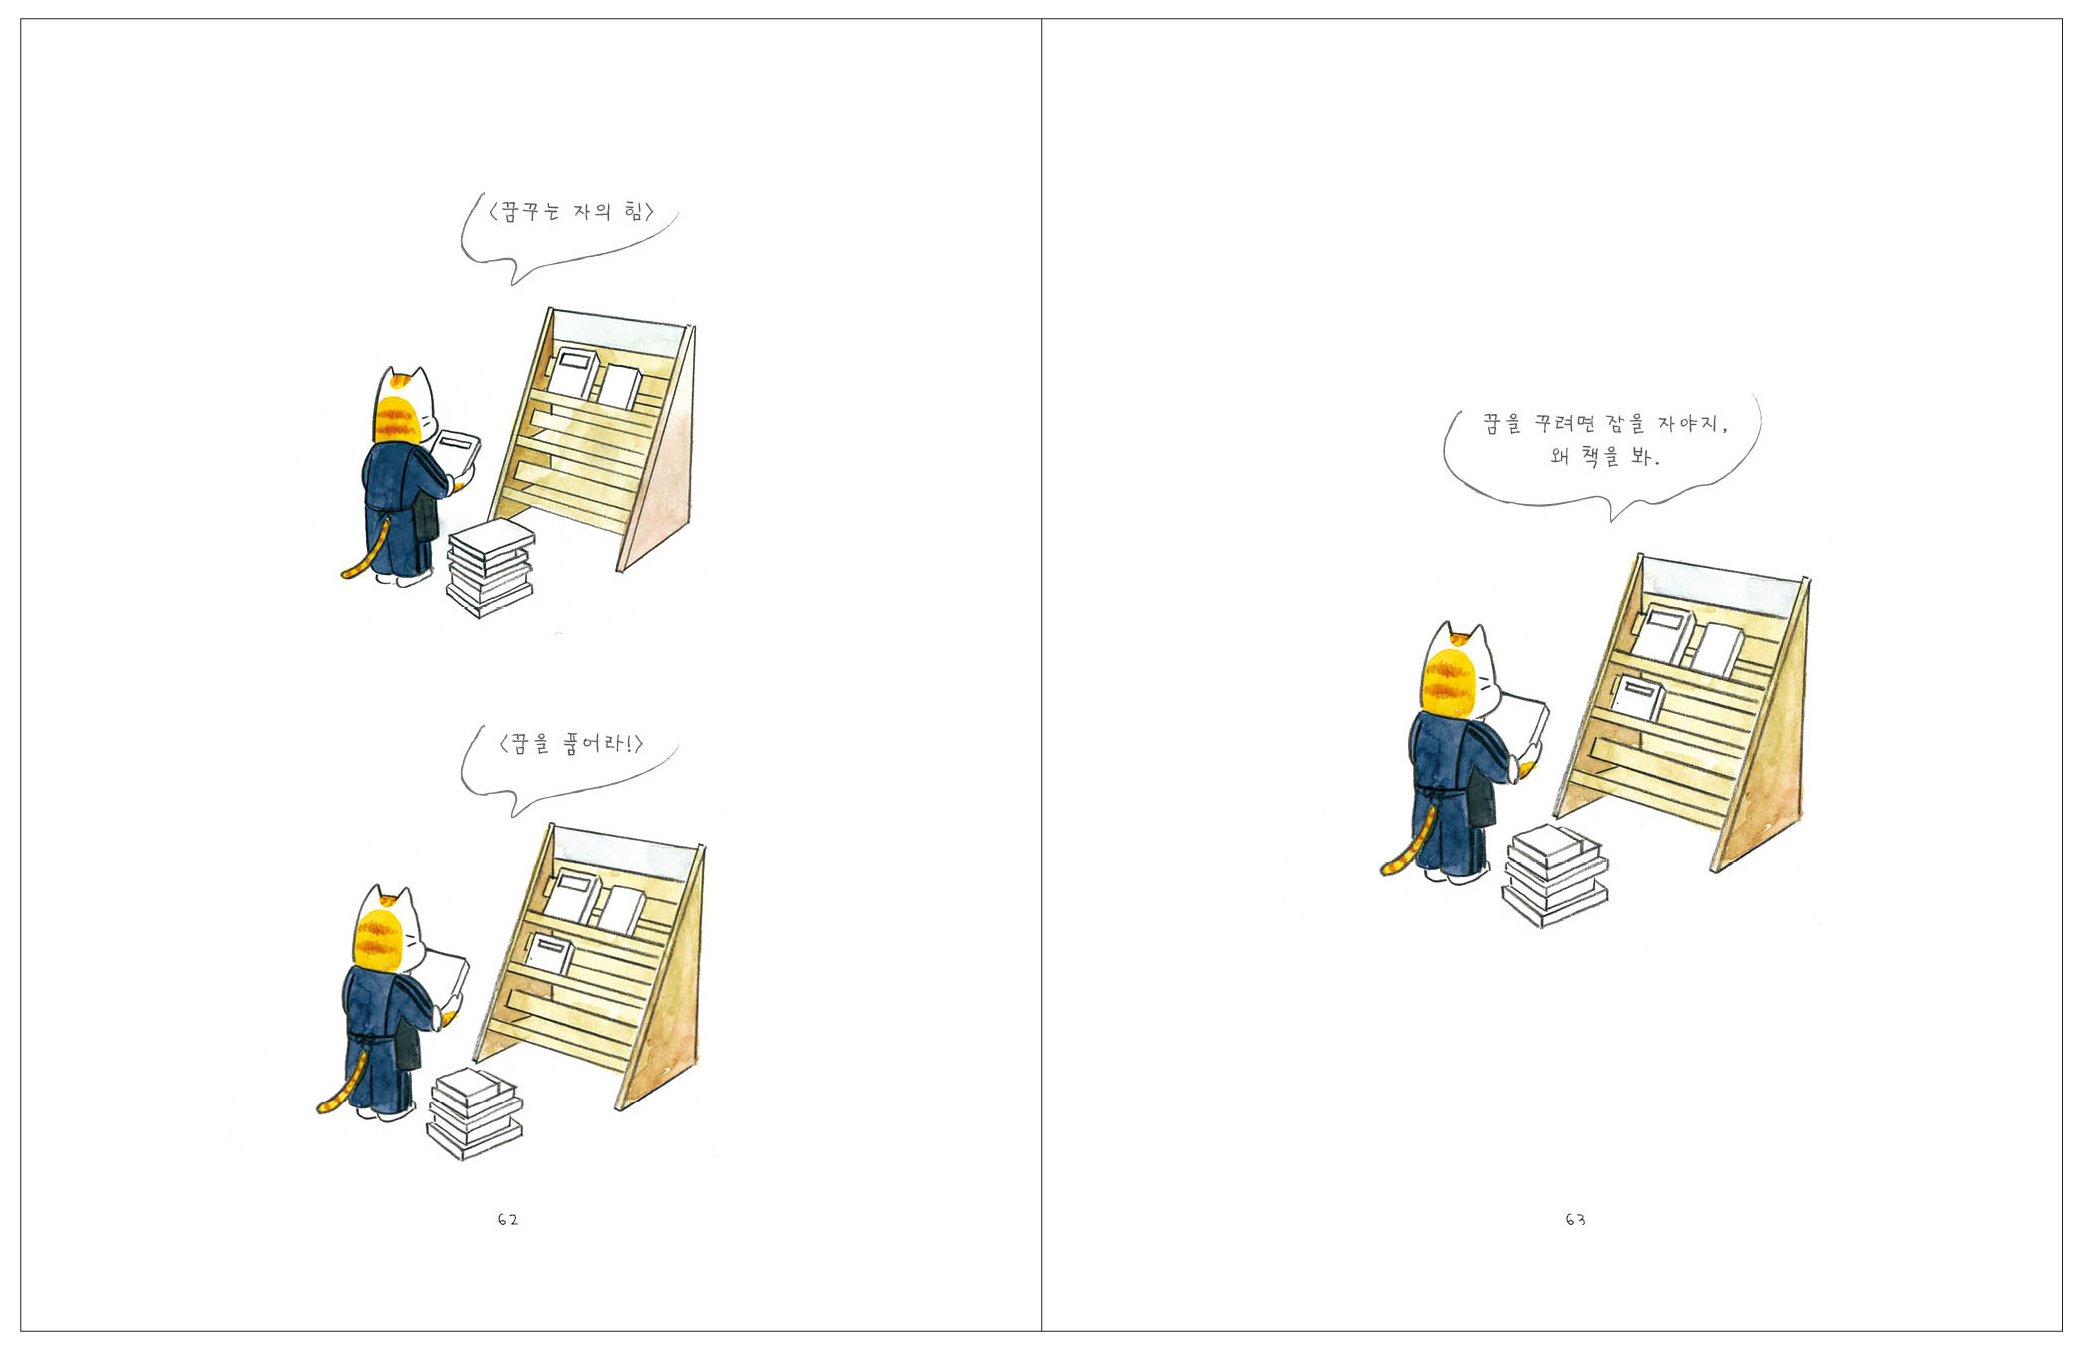 〈꿈꾸는 자의 힘〉
〈꿈을 품어라!〉
62
꿈을 꾸려면 잠을 자야지,
왜 책을 봐.
63